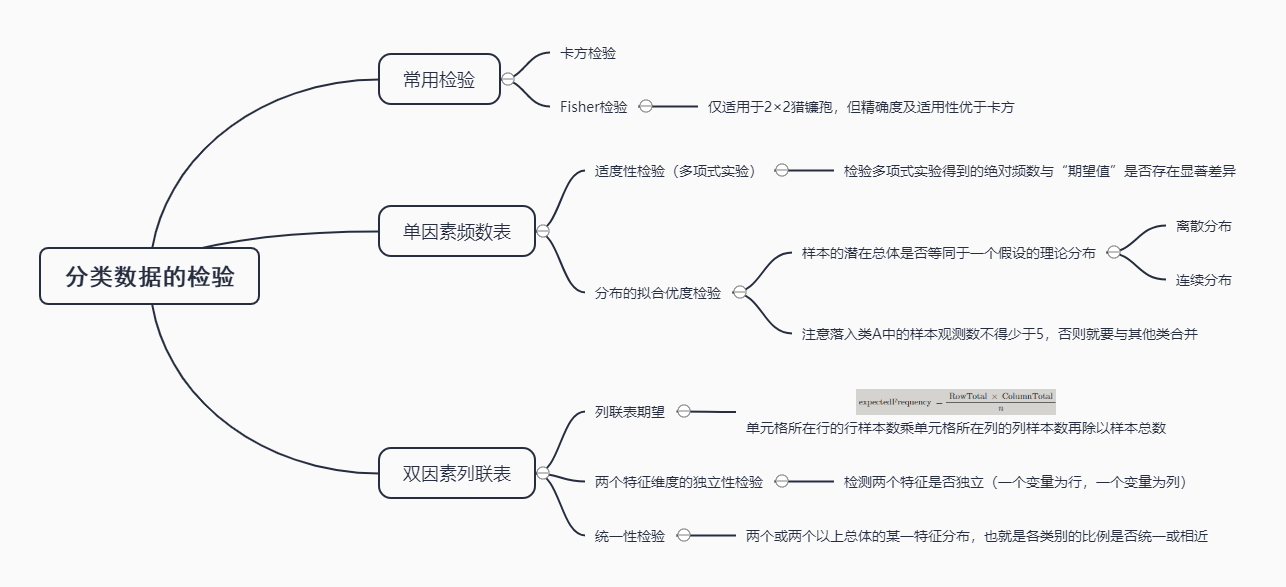 常用检验
卡方检验
Fisher检验
仅适用于2×2猎镰孢，但精确度及适用性优于卡方
单因素频数表
适度性检验（多项式实验）
检验多项式实验得到的绝对频数与“期望值”是否存在显著差异
分布的拟合优度检验
样本的潜在总体是否等同于一个假设的理论分布
离散分布
连续分布
注意落入类A中的样本观测数不得少于5，否则就要与其他类合并
分类数据的检验
双因素列联表
列联表期望
expectedFrequency = RowTotal × ColumnTotal / n
单元格所在行的行样本数乘单元格所在列的列样本数再除以样本总数
两个特征维度的独立性检验
检测两个特征是否独立（一个变量为行，一个变量为列）
统一性检验
两个或两个以上总体的某一特征分布，也就是各类别的比例是否统一或相近